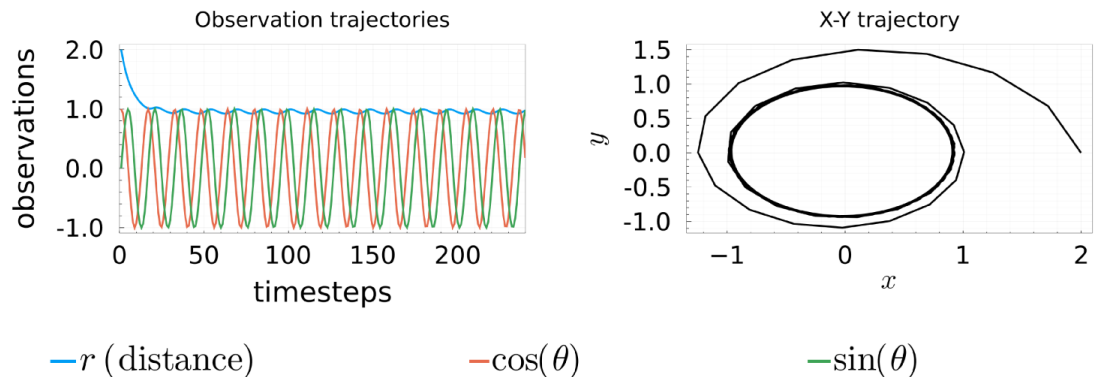 Observation trajectories
observations
2.0
1.0
0.0
-1.0
0 50 100 150 200
timesteps
X-Y trajectory
y
1.5
1.0
0.5
0.0
-0.5
-1.0
−1 0 1 2
x
r (distance) cos(θ) sin(θ)